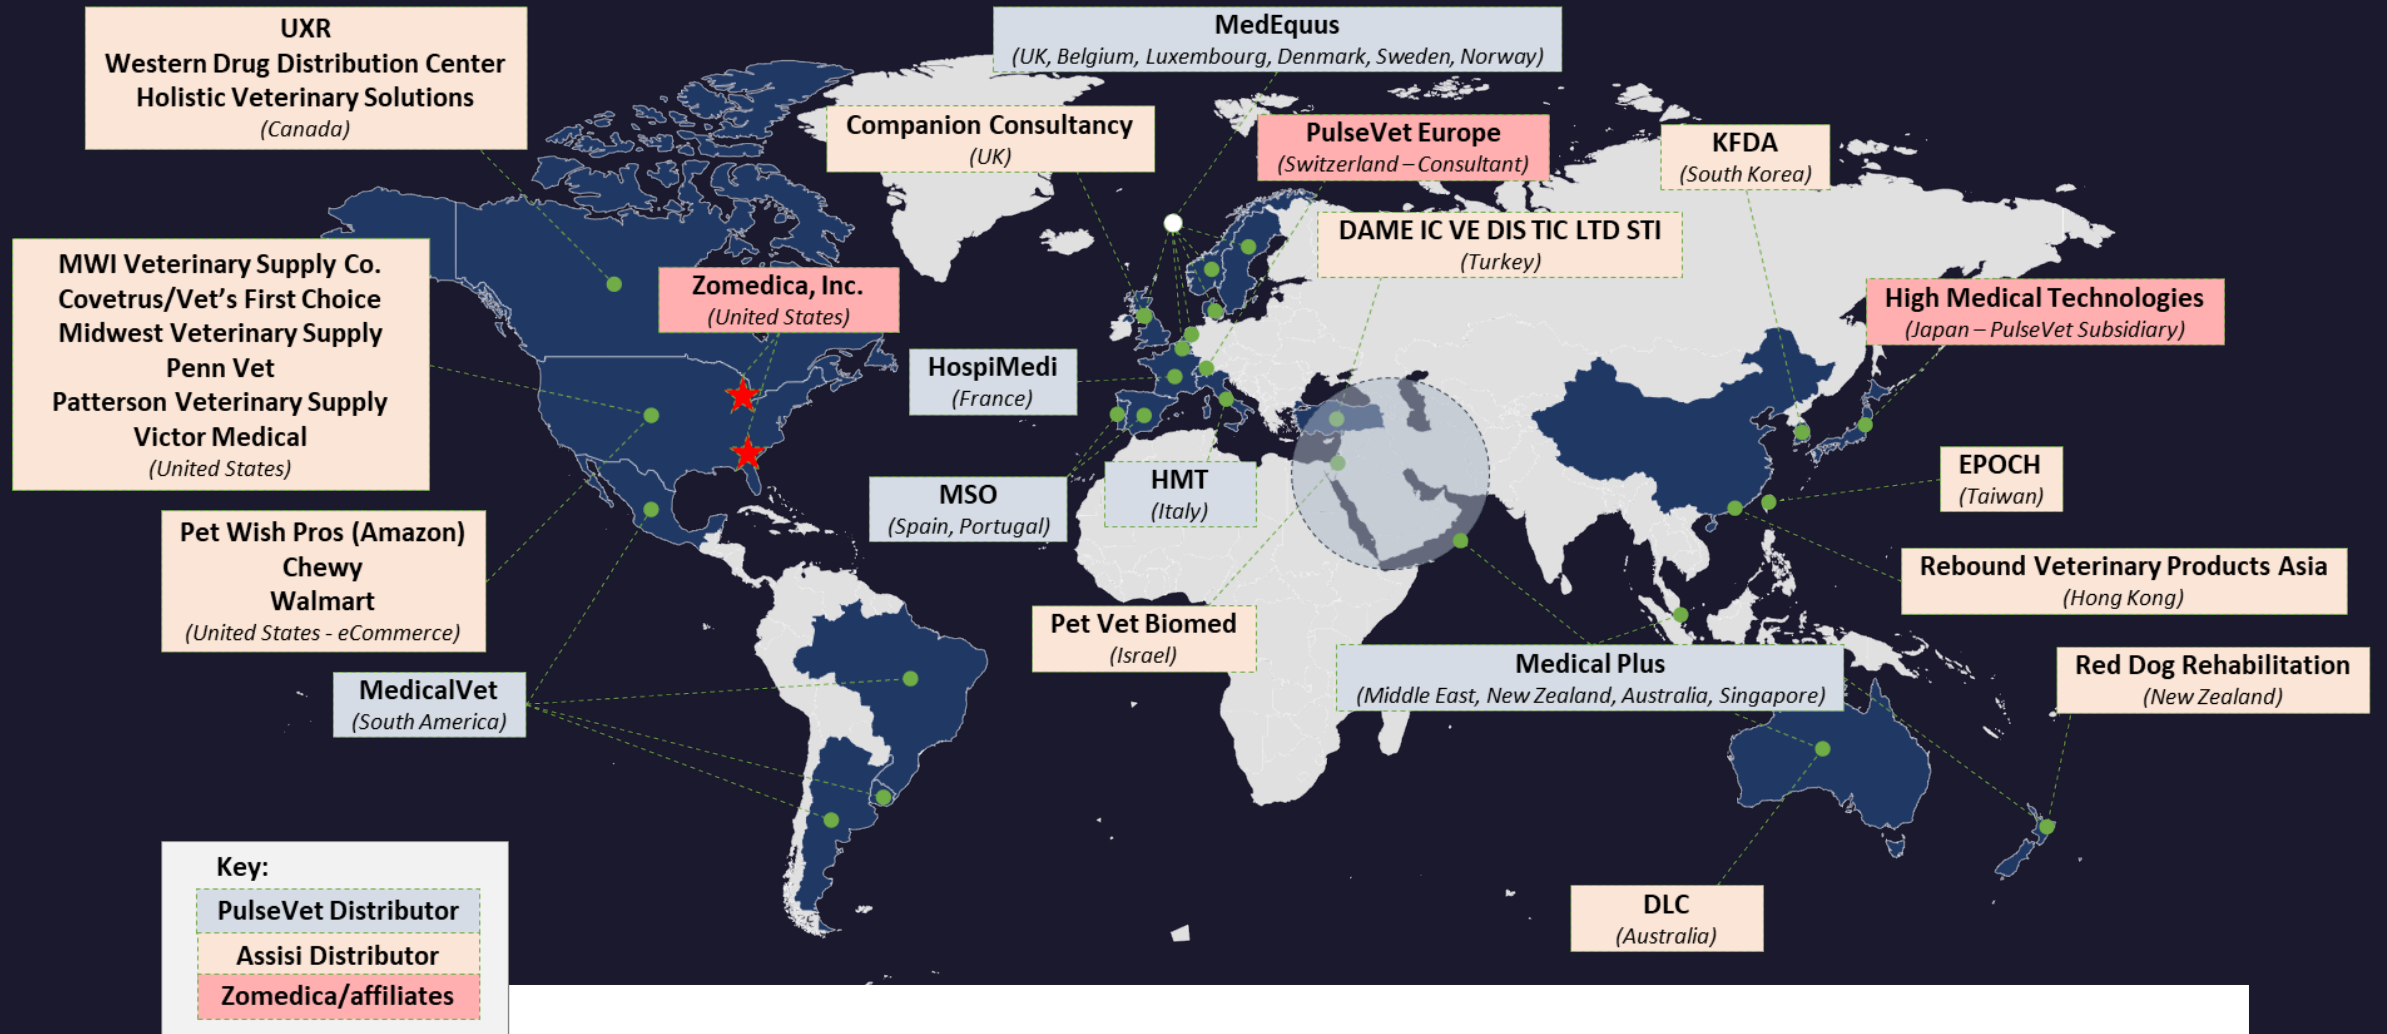 UXR
Western Drug Distribution Center
Holistic Veterinary Solutions
(Canada)
MedEquus
(UK, Belgium, Luxembourg, Denmark, Sweden, Norway)
Companion Consultancy
(UK)
PulseVet Europe
(Switzerland – Consultant)
KFDA
(South Korea)
DAME IC VE DIS TIC LTD STI
(Turkey)
MWI Veterinary Supply Co.
Covetrus/Vet's First Choice
Midwest Veterinary Supply
Penn Vet
Patterson Veterinary Supply
Victor Medical
(United States)
Zomedica, Inc.
(United States)
High Medical Technologies
(Japan – PulseVet Subsidiary)
HospiMedi
(France)
MSO
(Spain, Portugal)
HMT
(Italy)
EPOCH
(Taiwan)
Pet Wish Pros (Amazon)
Chewy
Walmart
(United States - eCommerce)
Rebound Veterinary Products Asia
(Hong Kong)
Pet Vet Biomed
(Israel)
Medical Plus
(Middle East, New Zealand, Australia, Singapore)
Red Dog Rehabilitation
(New Zealand)
MedicalVet
(South America)
DLC
(Australia)
Key:
PulseVet Distributor
Assisi Distributor
Zomedica/affiliates